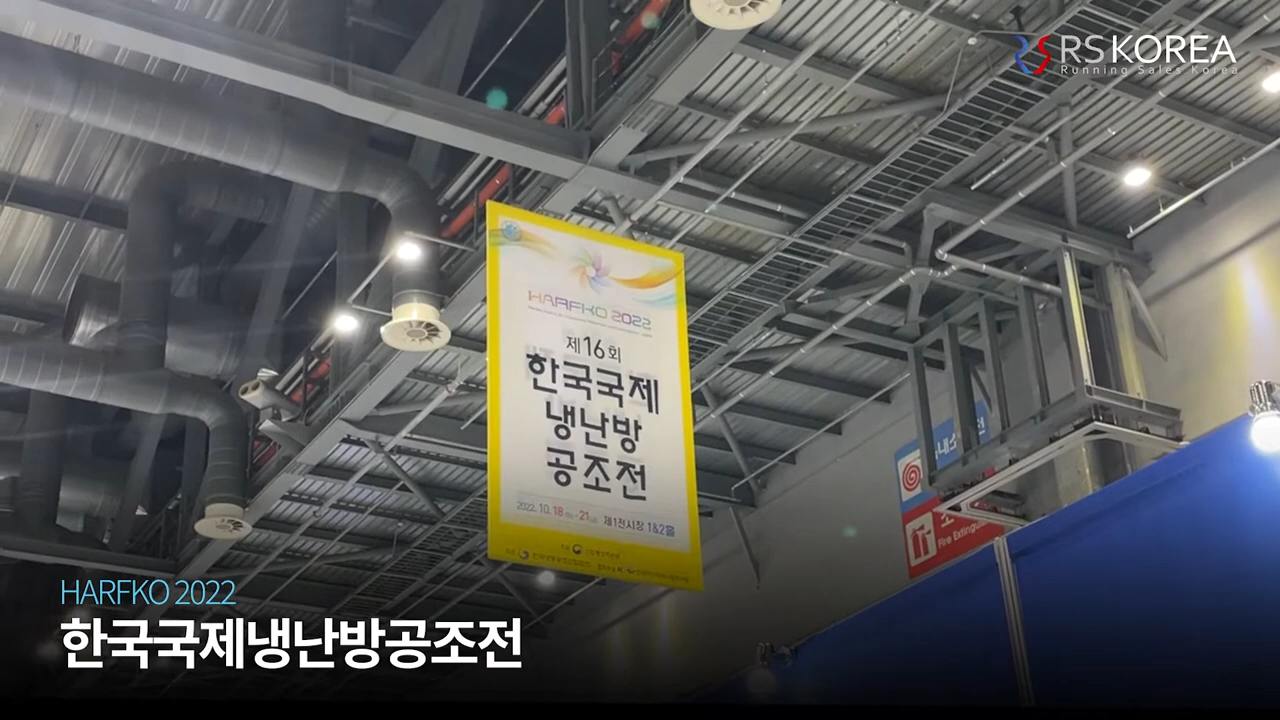 RSKOREA
Running Sales Korea
HARFKO 2022
제16회
한국국제
냉난방
공조전
2022. 10. 18 - 21 제1전시장 1&2홀
Fire Extinguisher
HARFKO 2022
한국국제냉난방공조전